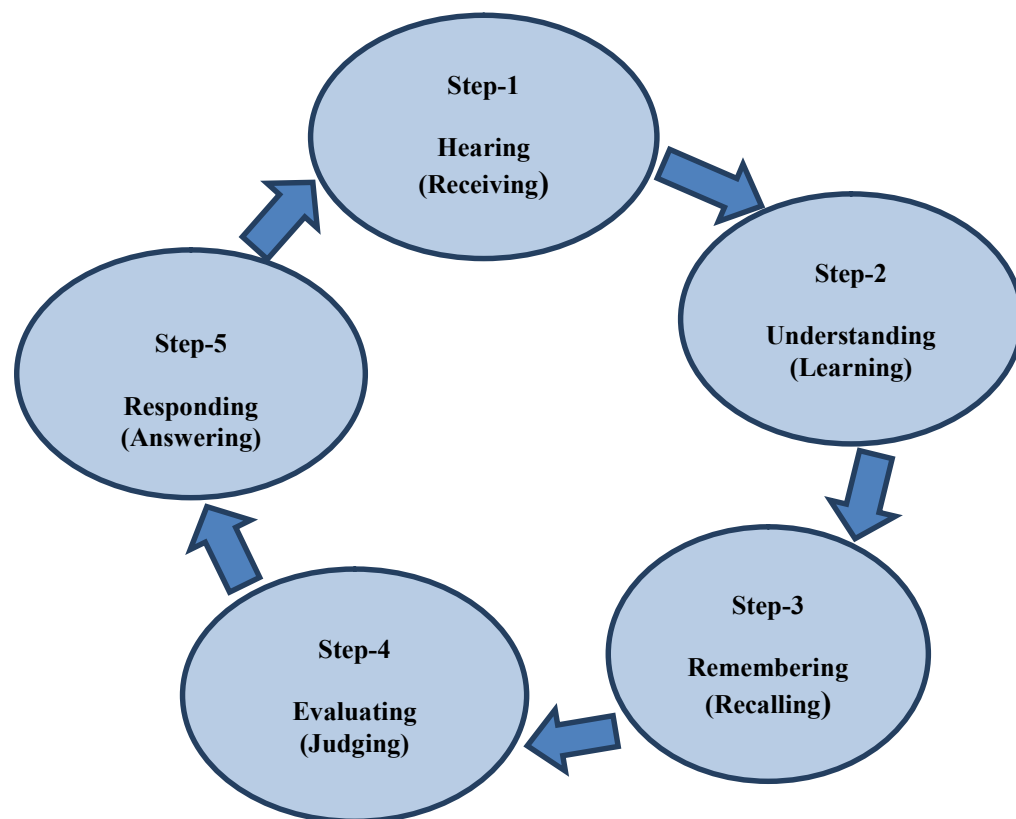 Step-1
Hearing
(Receiving)
Step-2
Understanding
(Learning)
Step-3
Remembering
(Recalling)
Step-4
Evaluating
(Judging)
Step-5
Responding
(Answering)